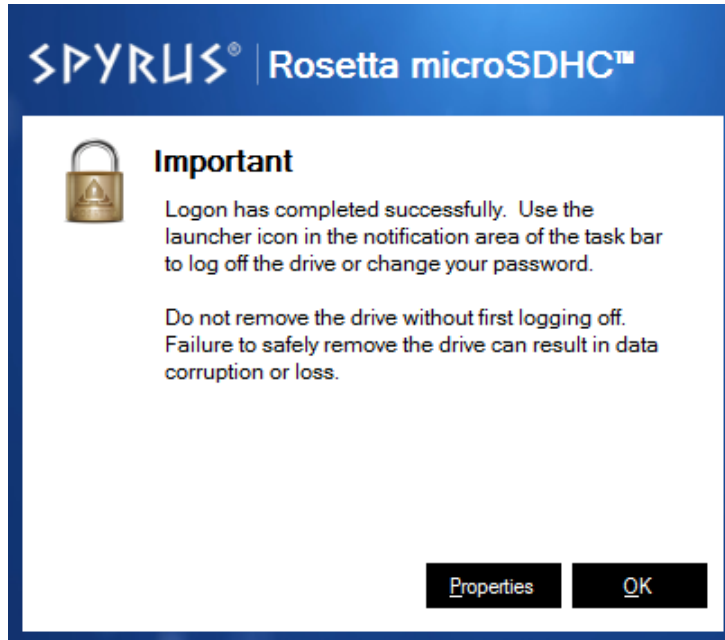 SPYRUS® | Rosetta microSDHC™
Important
Logon has completed successfully.  Use the
launcher icon in the notification area of the task bar
to log off the drive or change your password.
Do not remove the drive without first logging off.
Failure to safely remove the drive can result in data
corruption or loss.
Properties OK